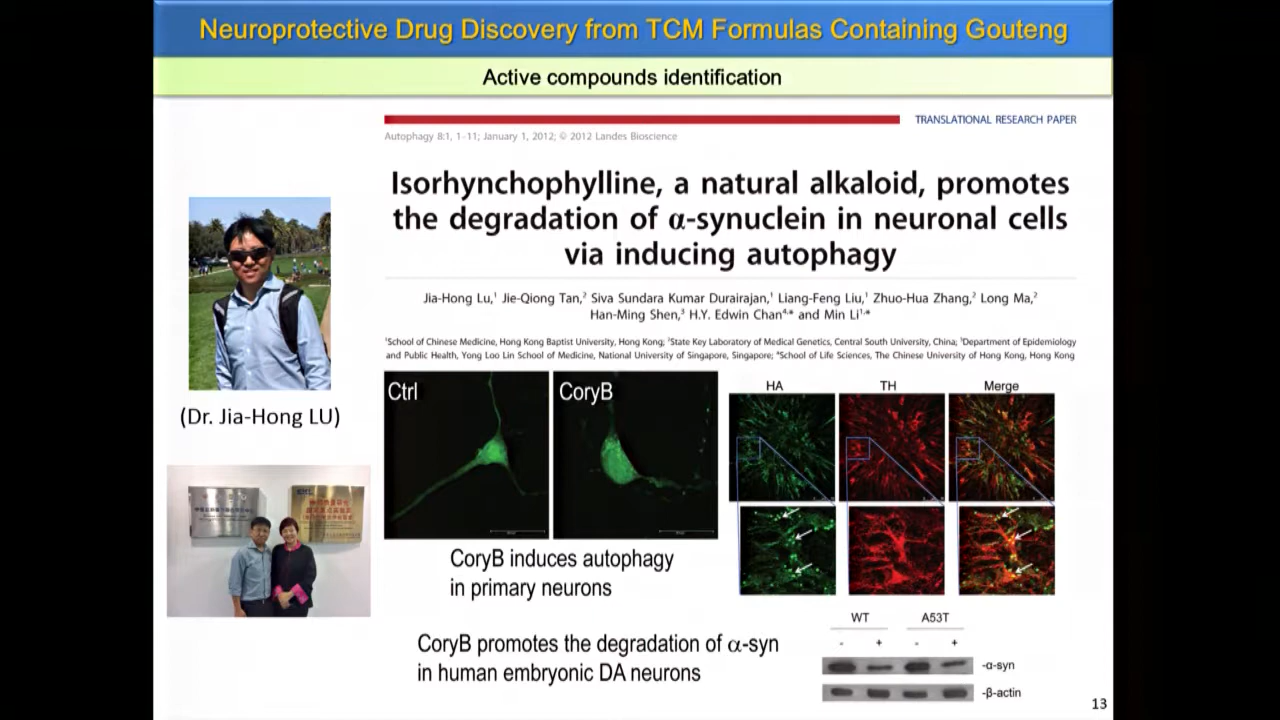 Neuroprotective Drug Discovery from TCM Formulas Containing Gouteng
Active compounds identification
TRANSLATIONAL RESEARCH PAPER
Autophagy 8:1, 1-11; January 1, 2012; © 2012 Landes Bioscience
Isorhynchophylline, a natural alkaloid, promotes
the degradation of α-synuclein in neuronal cells
via inducing autophagy
Jia-Hong Lu,¹ Jie-Qiong Tan,² Siva Sundara Kumar Durairajan,¹ Liang-Feng Liu,¹ Zhuo-Hua Zhang,² Long Ma,²
Han-Ming Shen,³ H.Y. Edwin Chan⁴,* and Min Li¹,*
¹School of Chinese Medicine, Hong Kong Baptist University, Hong Kong; ²State Key Laboratory of Medical Genetics, Central South University, China; ³Department of Epidemiology
and Public Health, Yong Loo Lin School of Medicine, National University of Singapore, Singapore; ⁴School of Life Sciences, The Chinese University of Hong Kong, Hong Kong
(Dr. Jia-Hong LU)
Ctrl
CoryB
HA
TH
Merge
CoryB induces autophagy
in primary neurons
CoryB promotes the degradation of α-syn
in human embryonic DA neurons
WT
A53T
- + - +
-α-syn
-β-actin
13